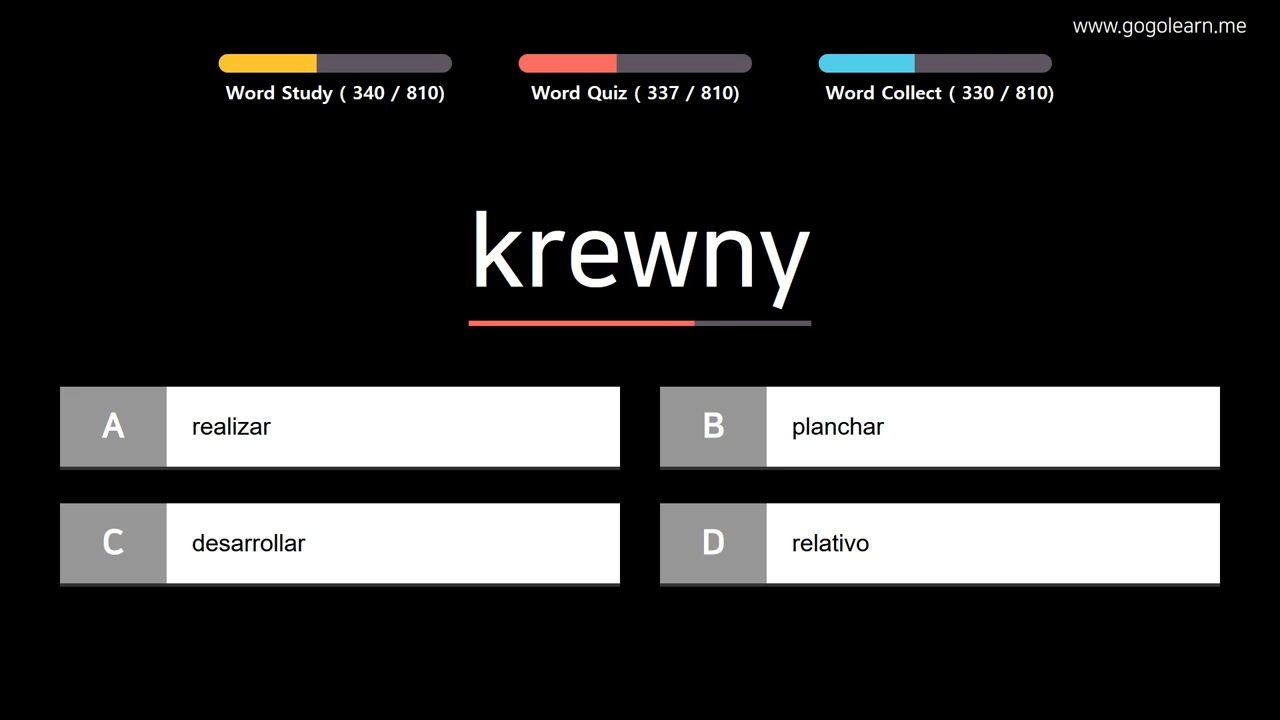 www.gogolearn.me
Word Study ( 340 / 810)
Word Quiz ( 337 / 810)
Word Collect ( 330 / 810)
krewny
A realizar
B planchar
C desarrollar
D relativo